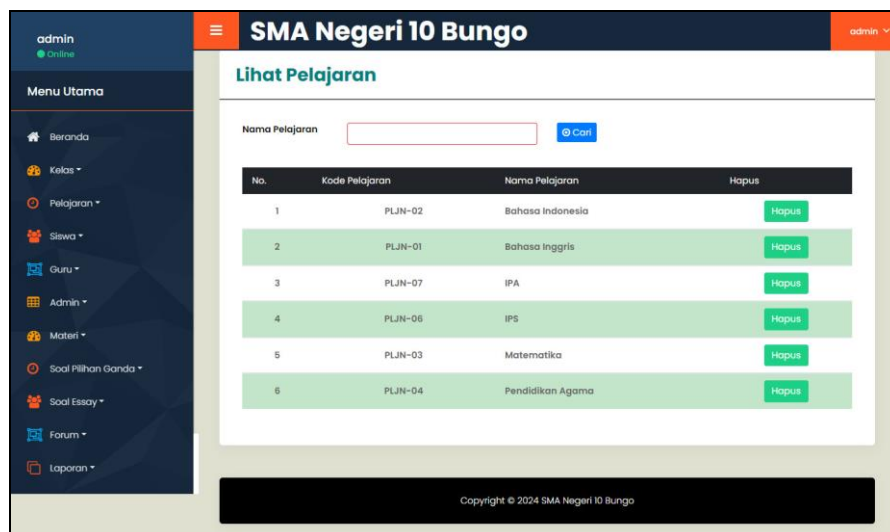 admin
Online
SMA Negeri 10 Bungo
admin
Menu Utama
Beranda
Kelas
Pelajaran
Siswa
Guru
Admin
Materi
Soal Pilihan Ganda
Soal Essay
Forum
Laporan
Lihat Pelajaran
Nama Pelajaran
Cari
No. Kode Pelajaran Nama Pelajaran Hapus
1 PLJN-02 Bahasa Indonesia Hapus
2 PLJN-01 Bahasa Inggris Hapus
3 PLJN-07 IPA Hapus
4 PLJN-06 IPS Hapus
5 PLJN-03 Matematika Hapus
6 PLJN-04 Pendidikan Agama Hapus
Copyright © 2024 SMA Negeri 10 Bungo